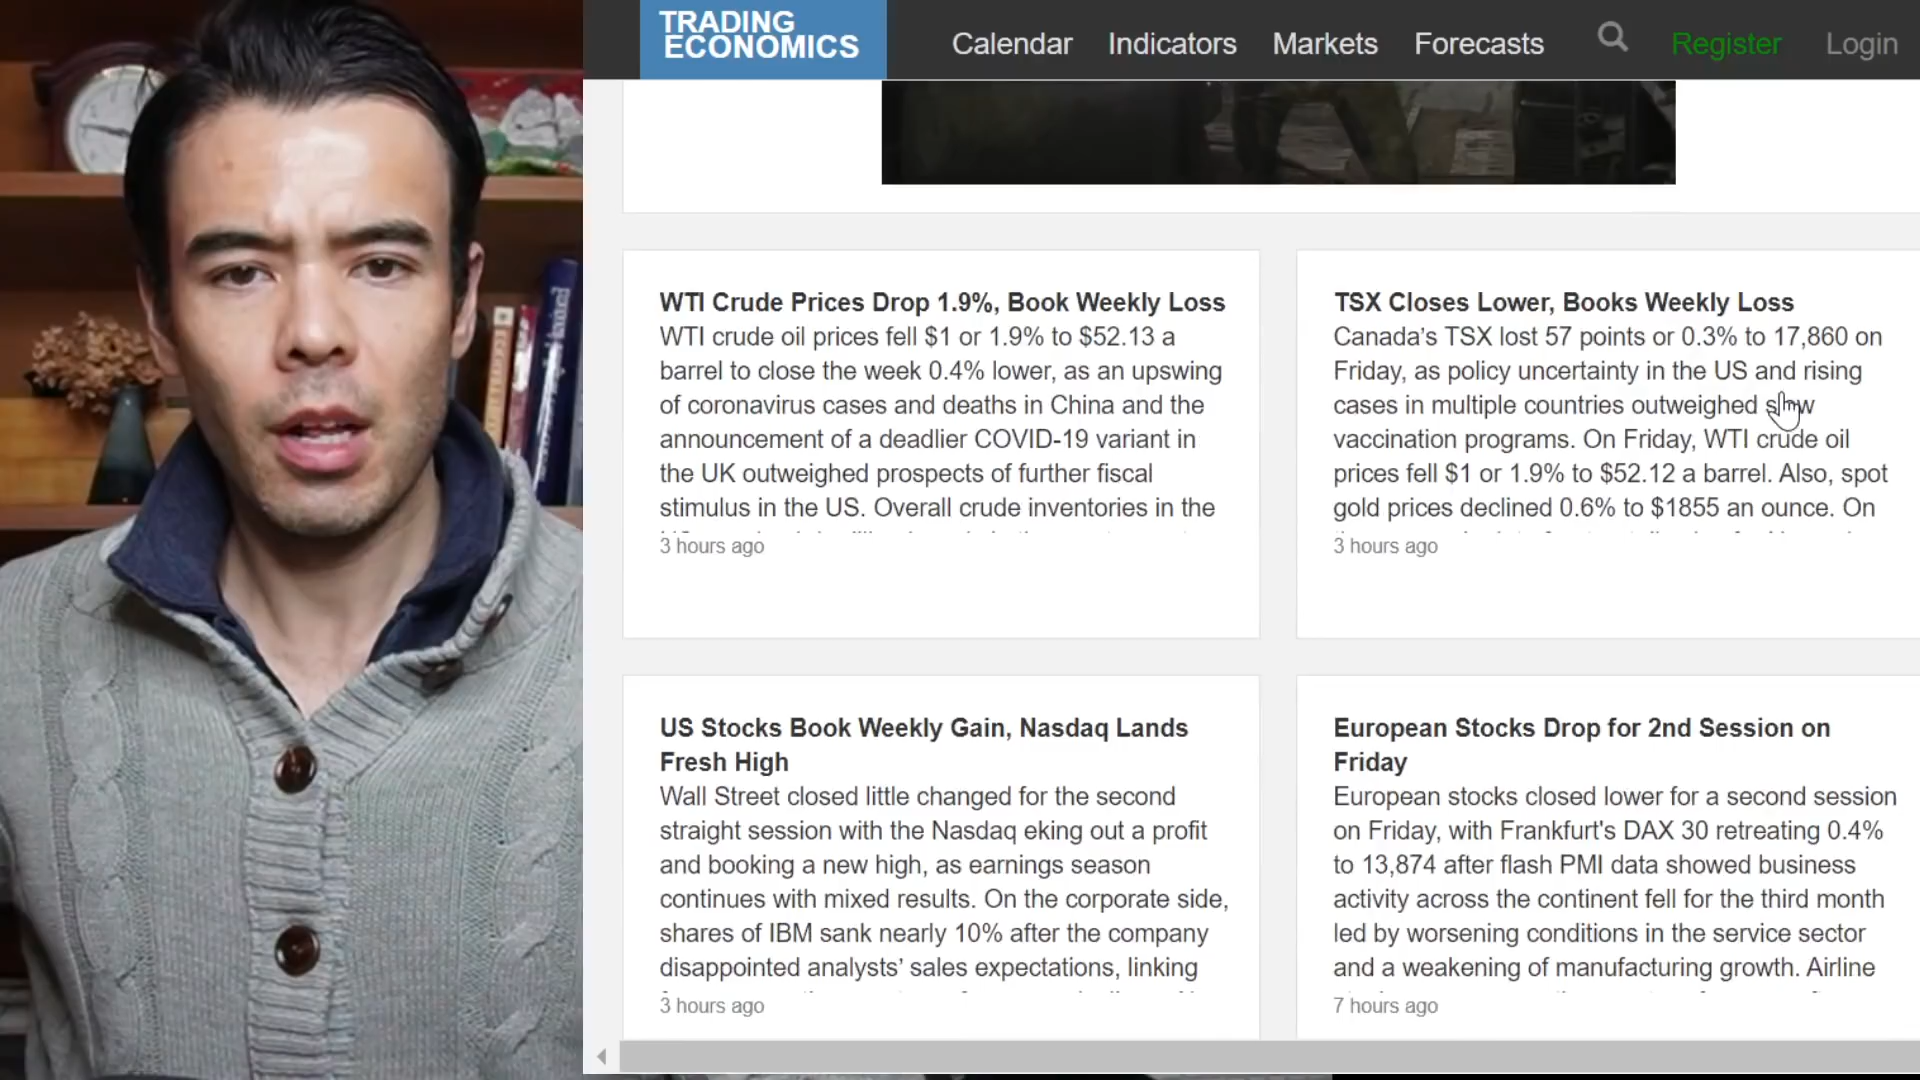 TRADING
ECONOMICS
Calendar Indicators Markets Forecasts Register Login
WTI Crude Prices Drop 1.9%, Book Weekly Loss
WTI crude oil prices fell $1 or 1.9% to $52.13 a
barrel to close the week 0.4% lower, as an upswing
of coronavirus cases and deaths in China and the
announcement of a deadlier COVID-19 variant in
the UK outweighed prospects of further fiscal
stimulus in the US. Overall crude inventories in the
3 hours ago
TSX Closes Lower, Books Weekly Loss
Canada's TSX lost 57 points or 0.3% to 17,860 on
Friday, as policy uncertainty in the US and rising
cases in multiple countries outweighed slow
vaccination programs. On Friday, WTI crude oil
prices fell $1 or 1.9% to $52.12 a barrel. Also, spot
gold prices declined 0.6% to $1855 an ounce. On
3 hours ago
US Stocks Book Weekly Gain, Nasdaq Lands
Fresh High
Wall Street closed little changed for the second
straight session with the Nasdaq eking out a profit
and booking a new high, as earnings season
continues with mixed results. On the corporate side,
shares of IBM sank nearly 10% after the company
disappointed analysts' sales expectations, linking
3 hours ago
European Stocks Drop for 2nd Session on
Friday
European stocks closed lower for a second session
on Friday, with Frankfurt's DAX 30 retreating 0.4%
to 13,874 after flash PMI data showed business
activity across the continent fell for the third month
led by worsening conditions in the service sector
and a weakening of manufacturing growth. Airline
7 hours ago